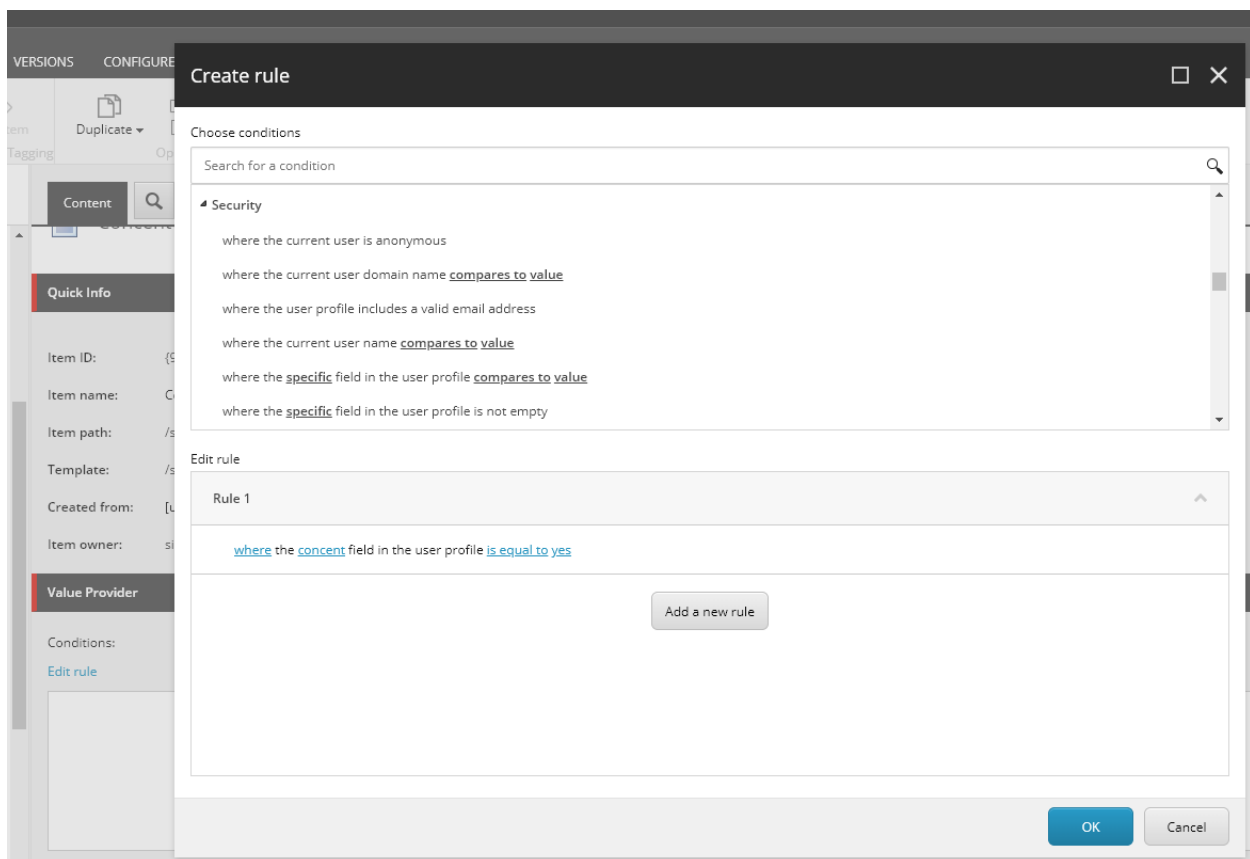 VERSIONS CONFIGURE
Create rule
Duplicate
Tagging
Choose conditions
Search for a condition
Content
Security
where the current user is anonymous
where the current user domain name compares to value
where the user profile includes a valid email address
where the current user name compares to value
where the specific field in the user profile compares to value
where the specific field in the user profile is not empty
Quick Info
Item ID:
Item name:
Item path:
Template:
Created from:
Item owner:
Edit rule
Rule 1
where the concent field in the user profile is equal to yes
Add a new rule
Value Provider
Conditions:
Edit rule
OK Cancel